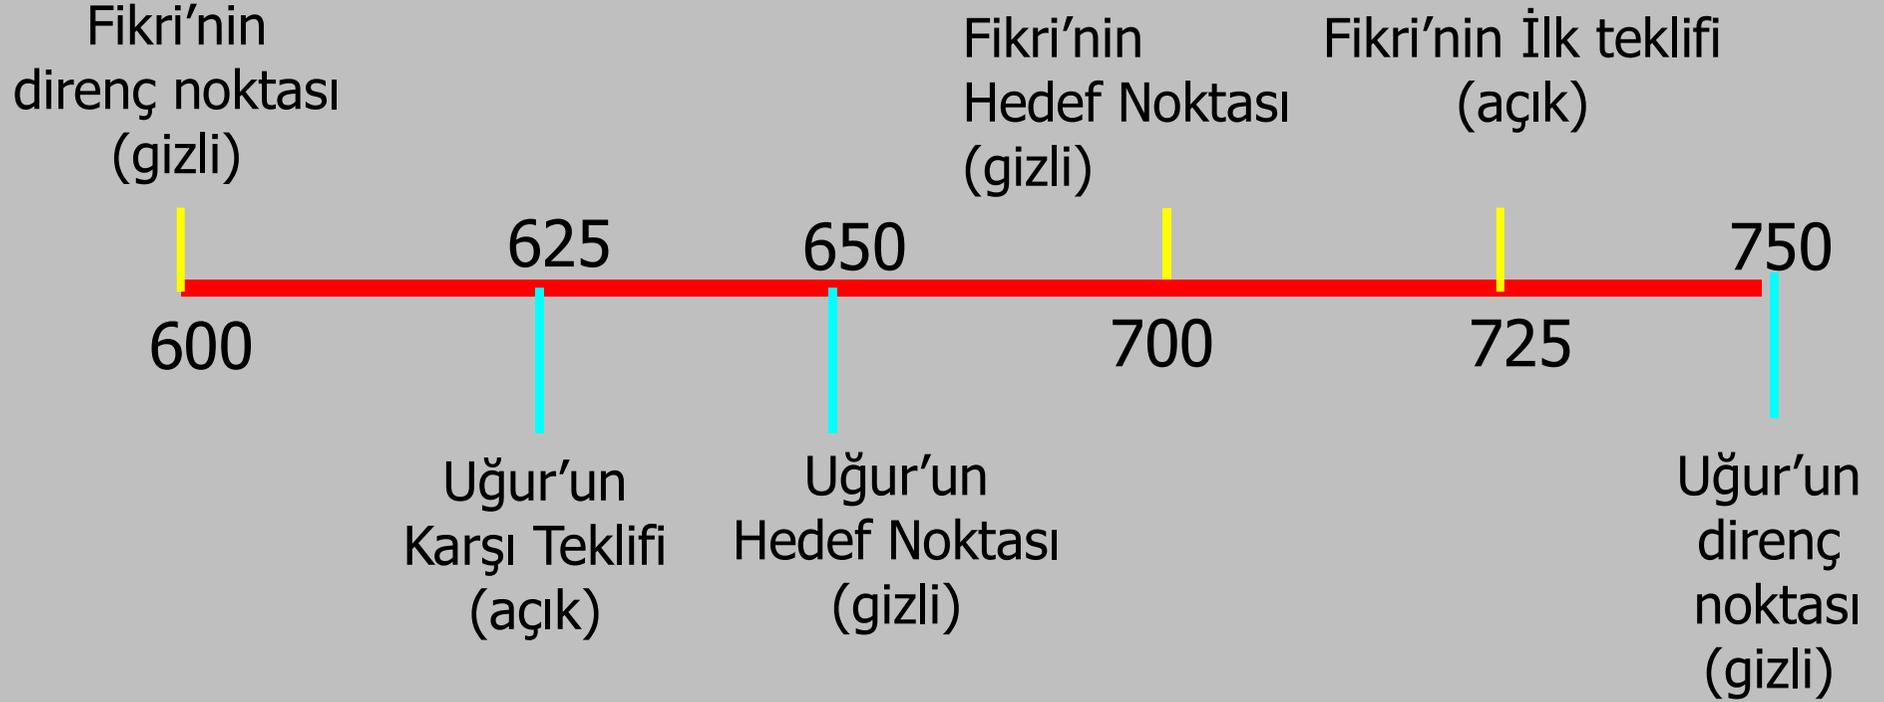 Fikri’nin
direnç noktası
(gizli)
Fikri’nin
Hedef Noktası
(gizli)
Fikri’nin İlk teklifi
(açık)
625
650
750
600
700
725
Uğur’un
Karşı Teklifi
(açık)
Uğur’un
Hedef Noktası
(gizli)
Uğur’un
direnç
noktası
(gizli)